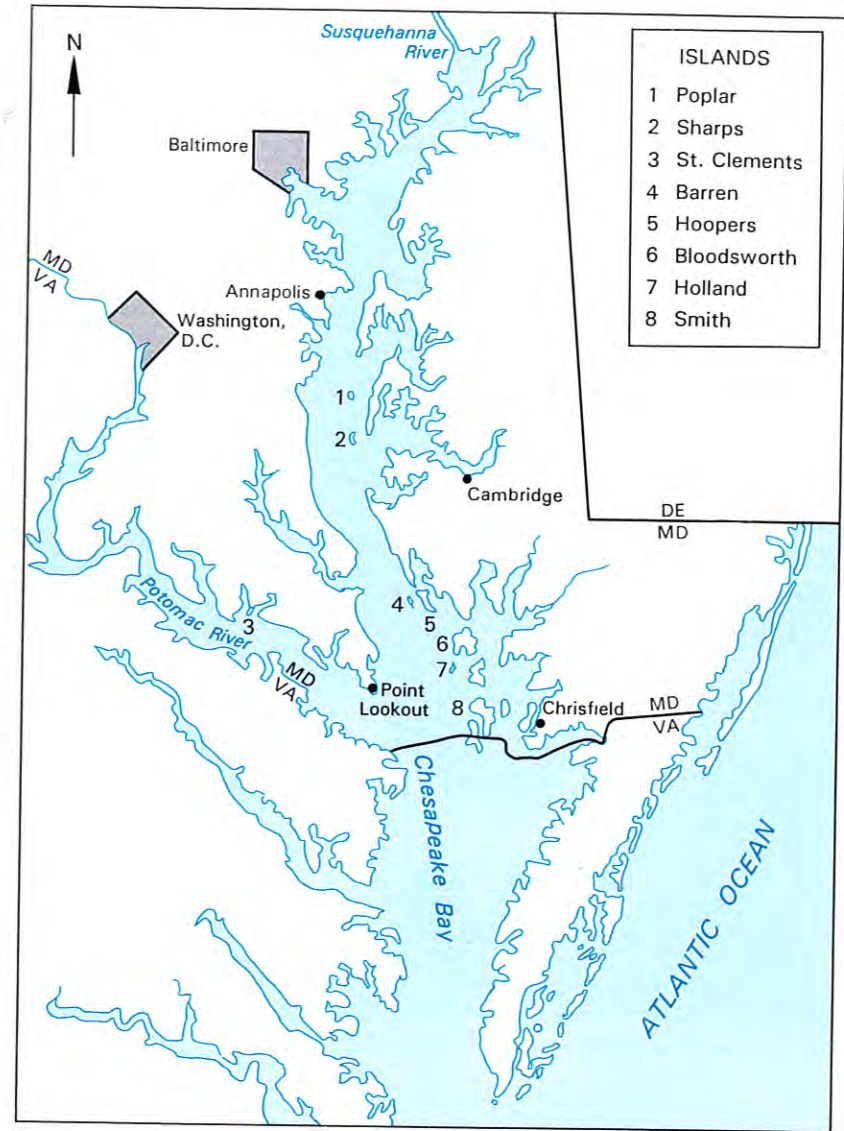 Susquehanna
River
N
ISLANDS
1 Poplar
2 Sharps
3 St. Clements
4 Barren
5 Hoopers
6 Bloodsworth
7 Holland
8 Smith
Baltimore
MD
VA
Annapolis
Washington,
D.C.
1
2
Cambridge
DE
MD
4
5
3
Potomac River
6
7
MD
VA
Point
Lookout
8
Chrisfield
MD
VA
Chesapeake Bay
ATLANTIC OCEAN